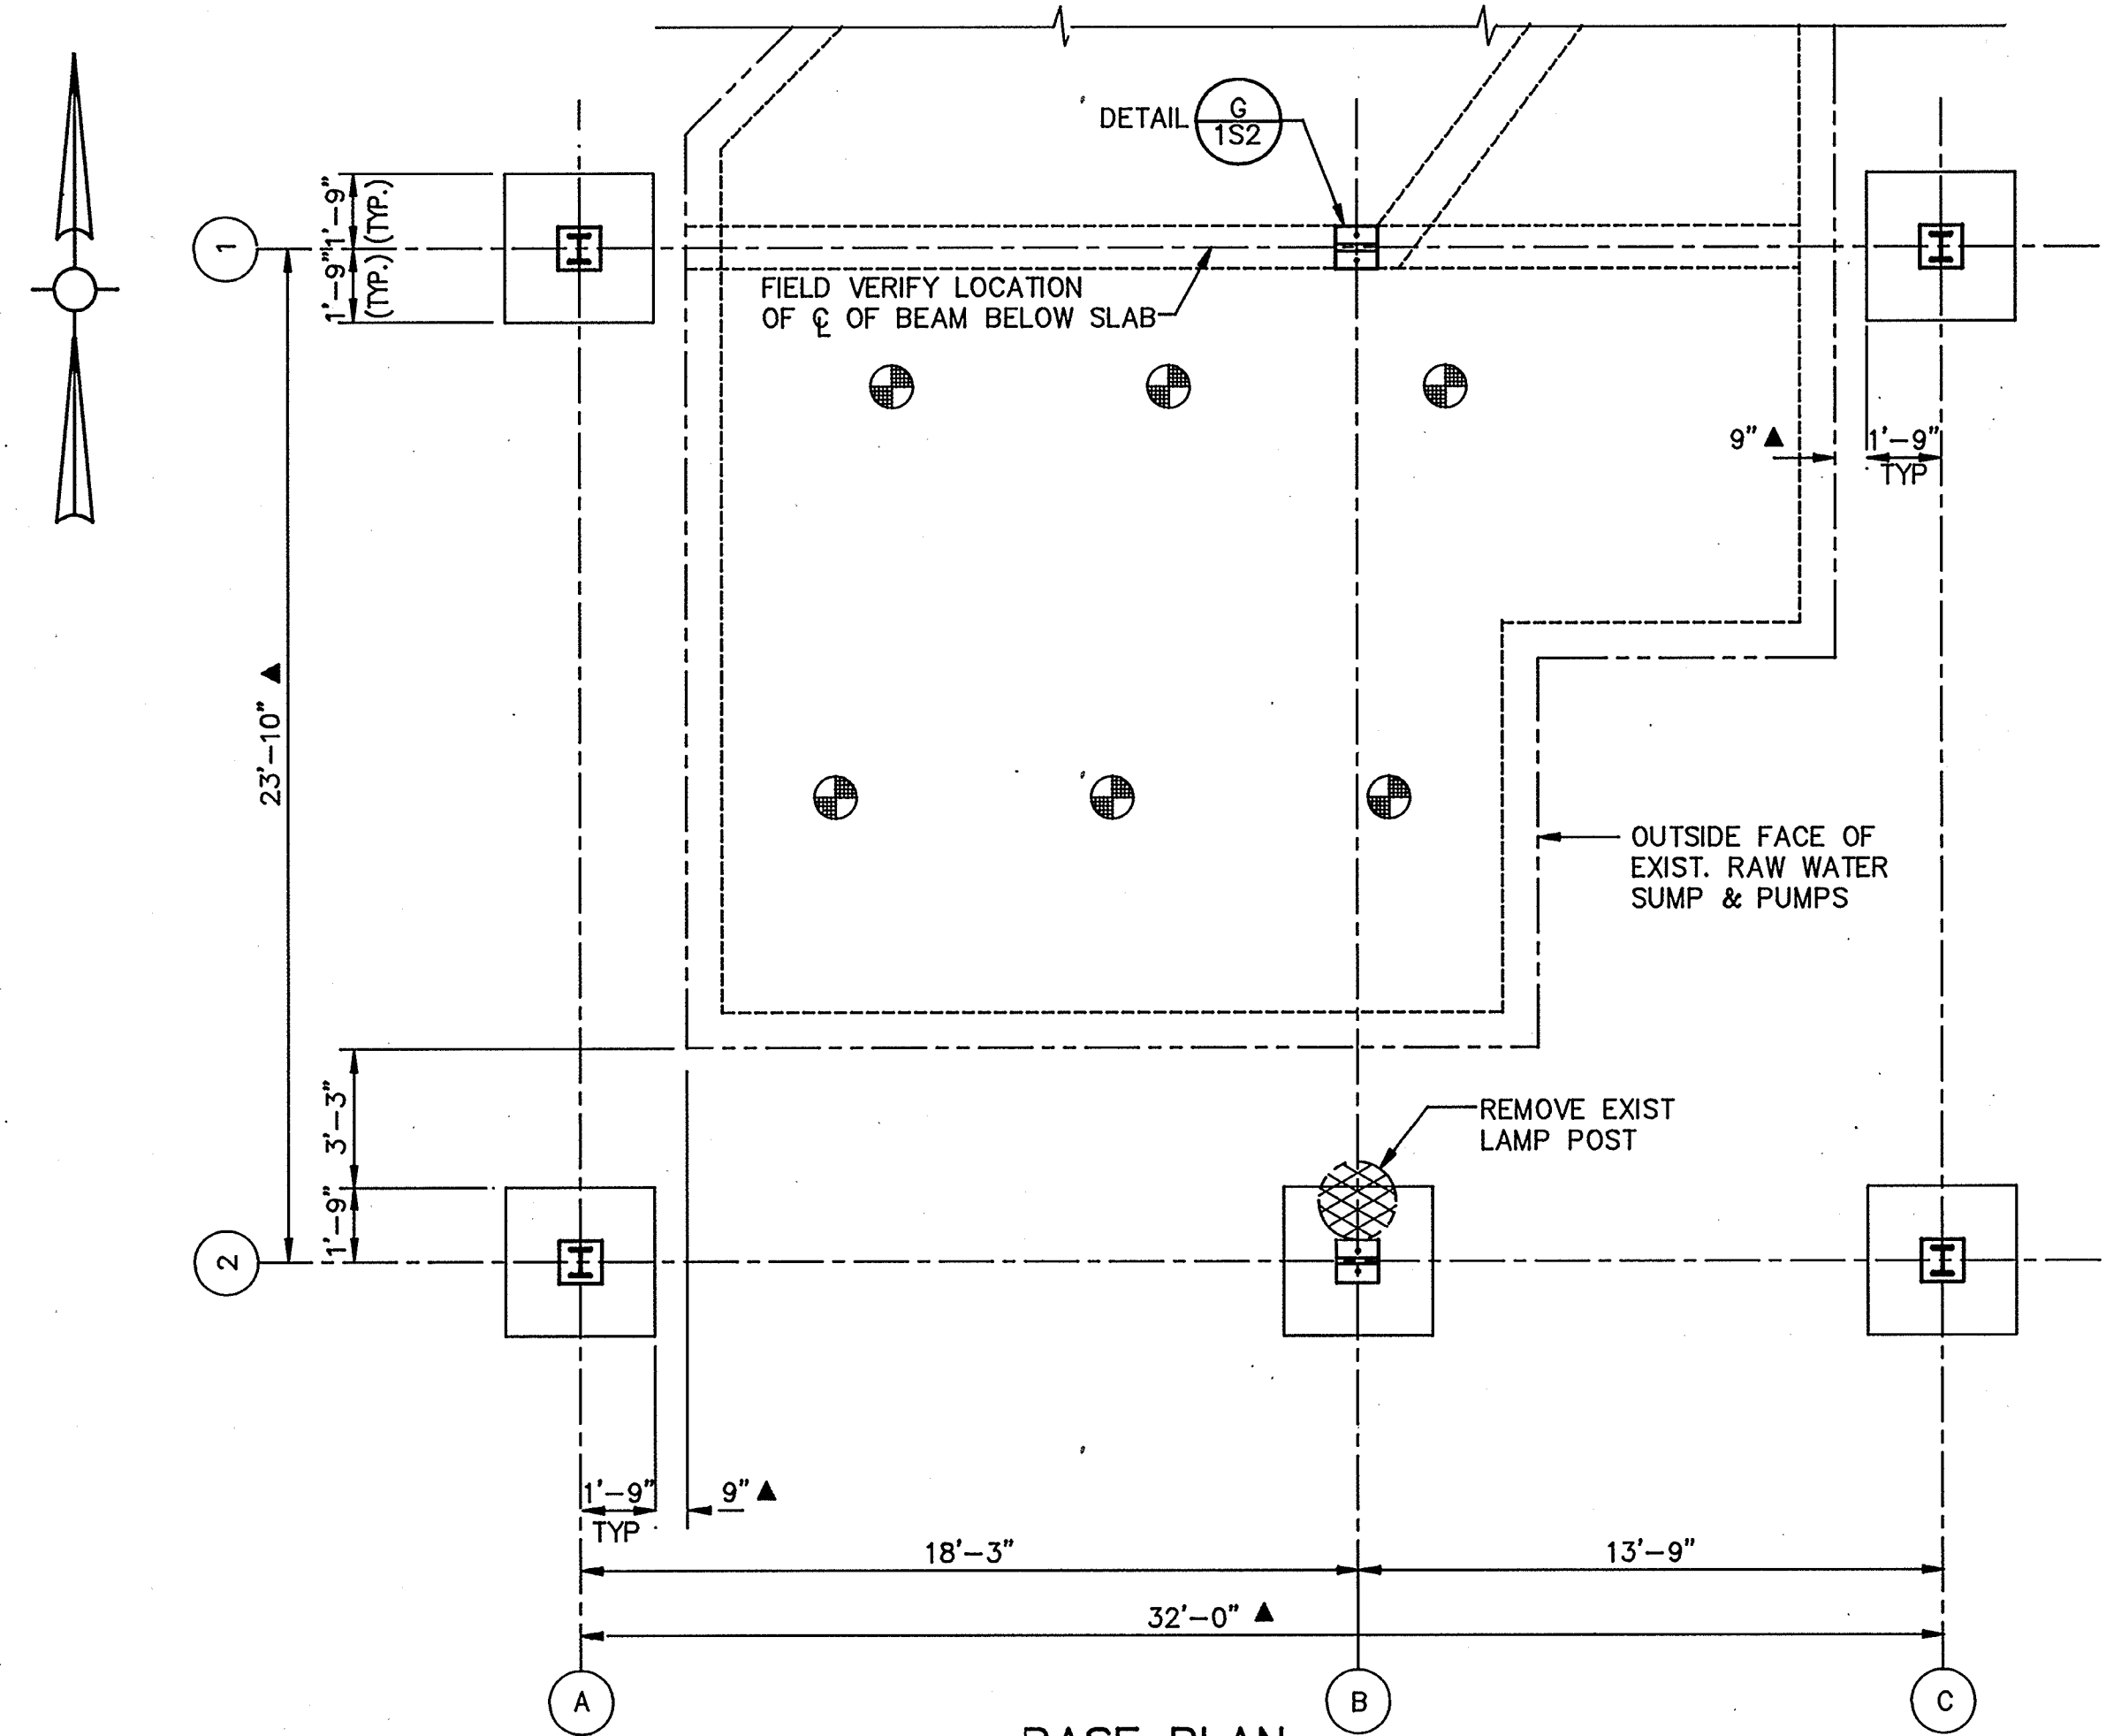 DETAIL
G
1S2
1
1'-9"
(TYP.)
1'-9"
(TYP.)
FIELD VERIFY LOCATION
OF ℄ OF BEAM BELOW SLAB
9" ▲
1'-9"
TYP
23'-10" ▲
OUTSIDE FACE OF
EXIST. RAW WATER
SUMP & PUMPS
3'-3"
1'-9"
REMOVE EXIST
LAMP POST
2
1'-9"
TYP
9" ▲
18'-3"
13'-9"
32'-0" ▲
A
B
C
BASE PLAN